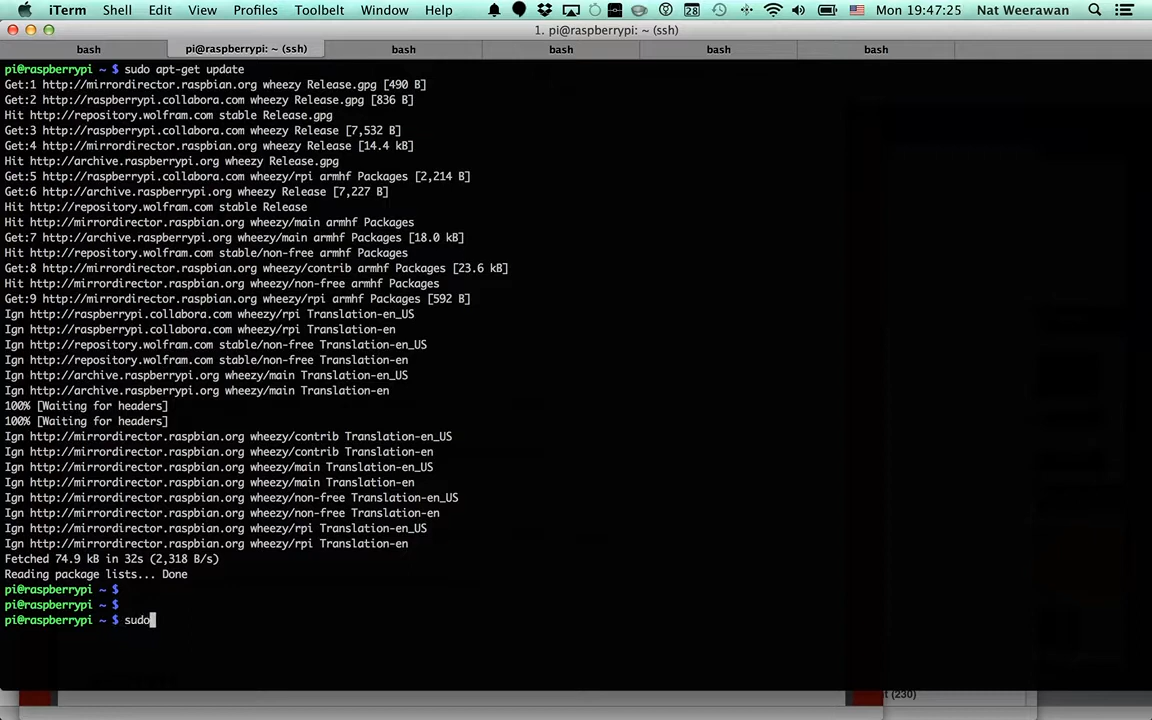 iTerm Shell Edit View Profiles Toolbelt Window Help 28 Mon 19:47:25 Nat Weerawan
1. pi@raspberrypi: ~ (ssh)
bash pi@raspberrypi: ~ (ssh) bash bash bash bash
pi@raspberrypi ~ $ sudo apt-get update
Get:1 http://mirrordirector.raspbian.org wheezy Release.gpg [490 B]
Get:2 http://raspberrypi.collabora.com wheezy Release.gpg [836 B]
Hit http://repository.wolfram.com stable Release.gpg
Get:3 http://raspberrypi.collabora.com wheezy Release [7,532 B]
Get:4 http://mirrordirector.raspbian.org wheezy Release [14.4 kB]
Hit http://archive.raspberrypi.org wheezy Release.gpg
Get:5 http://raspberrypi.collabora.com wheezy/rpi armhf Packages [2,214 B]
Get:6 http://archive.raspberrypi.org wheezy Release [7,227 B]
Hit http://repository.wolfram.com stable Release
Hit http://mirrordirector.raspbian.org wheezy/main armhf Packages
Get:7 http://archive.raspberrypi.org wheezy/main armhf Packages [18.0 kB]
Hit http://repository.wolfram.com stable/non-free armhf Packages
Get:8 http://mirrordirector.raspbian.org wheezy/contrib armhf Packages [23.6 kB]
Hit http://mirrordirector.raspbian.org wheezy/non-free armhf Packages
Get:9 http://mirrordirector.raspbian.org wheezy/rpi armhf Packages [592 B]
Ign http://raspberrypi.collabora.com wheezy/rpi Translation-en_US
Ign http://raspberrypi.collabora.com wheezy/rpi Translation-en
Ign http://repository.wolfram.com stable/non-free Translation-en_US
Ign http://repository.wolfram.com stable/non-free Translation-en
Ign http://archive.raspberrypi.org wheezy/main Translation-en_US
Ign http://archive.raspberrypi.org wheezy/main Translation-en
100% [Waiting for headers]
100% [Waiting for headers]
Ign http://mirrordirector.raspbian.org wheezy/contrib Translation-en_US
Ign http://mirrordirector.raspbian.org wheezy/contrib Translation-en
Ign http://mirrordirector.raspbian.org wheezy/main Translation-en_US
Ign http://mirrordirector.raspbian.org wheezy/main Translation-en
Ign http://mirrordirector.raspbian.org wheezy/non-free Translation-en_US
Ign http://mirrordirector.raspbian.org wheezy/non-free Translation-en
Ign http://mirrordirector.raspbian.org wheezy/rpi Translation-en_US
Ign http://mirrordirector.raspbian.org wheezy/rpi Translation-en
Fetched 74.9 kB in 32s (2,318 B/s)
Reading package lists... Done
pi@raspberrypi ~ $
pi@raspberrypi ~ $
pi@raspberrypi ~ $ sudo
(230)